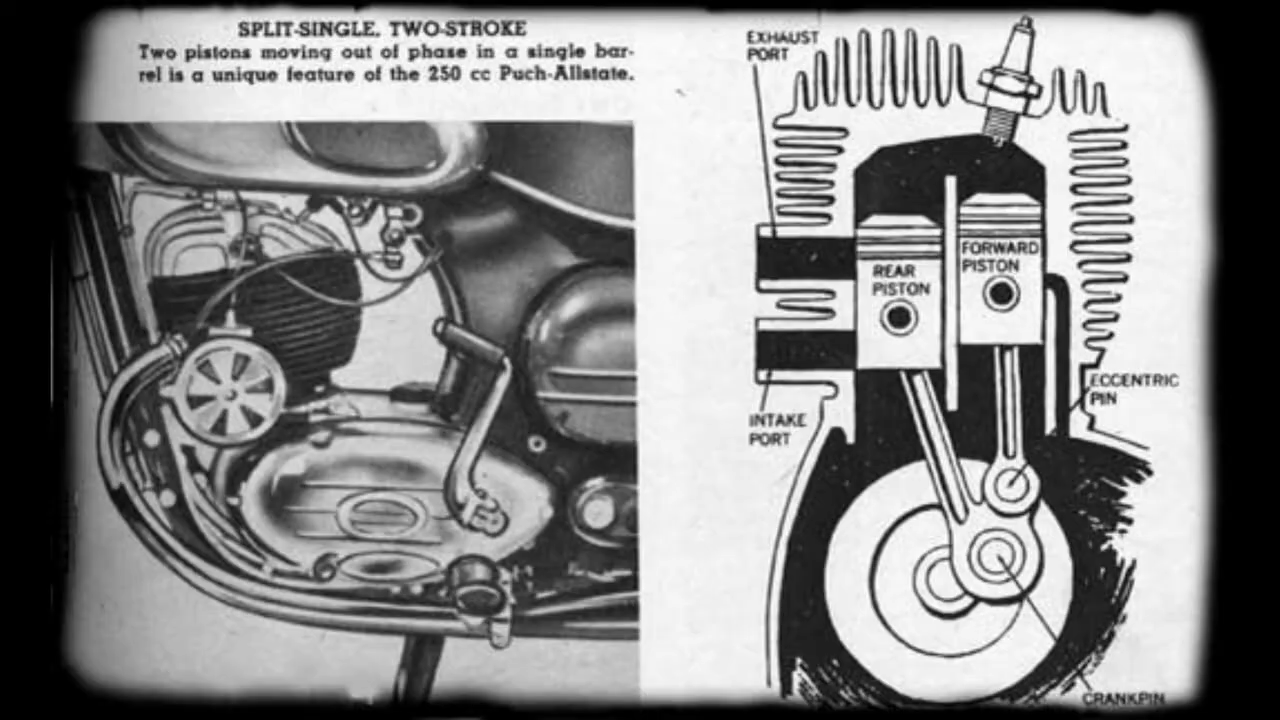 SPLIT-SINGLE, TWO-STROKE
Two pistons moving out of phase in a single bar-
rel is a unique feature of the 250 cc Puch-Allstate.
EXHAUST
PORT
REAR
PISTON
FORWARD
PISTON
ECCENTRIC
PIN
INTAKE
PORT
CRANKPIN